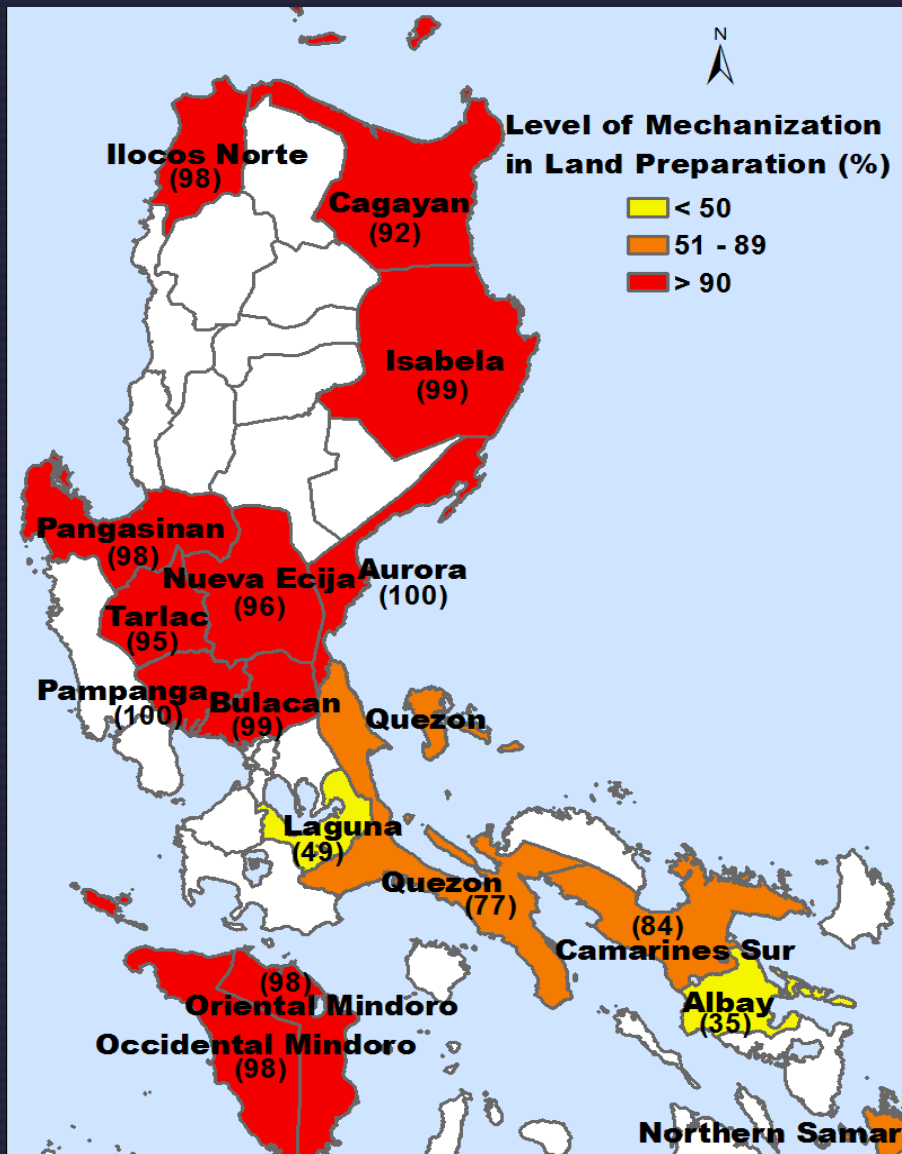 N
Level of Mechanization
in Land Preparation (%)
< 50
51 - 89
> 90
Ilocos Norte
(98)
Cagayan
(92)
Isabela
(99)
Pangasinan
(98)
Nueva Ecija
(96)
Aurora
(100)
Tarlac
(95)
Pampanga
(100)
Bulacan
(99)
Quezon
Laguna
(49)
Quezon
(77)
(84)
Camarines Sur
Albay
(35)
(98)
Oriental Mindoro
Occidental Mindoro
(98)
Northern Samar